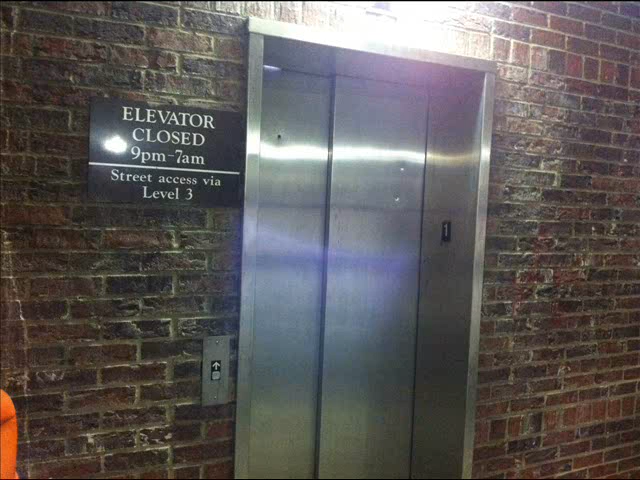 ELEVATOR
CLOSED
9pm-7am
Street access via
Level 3
1